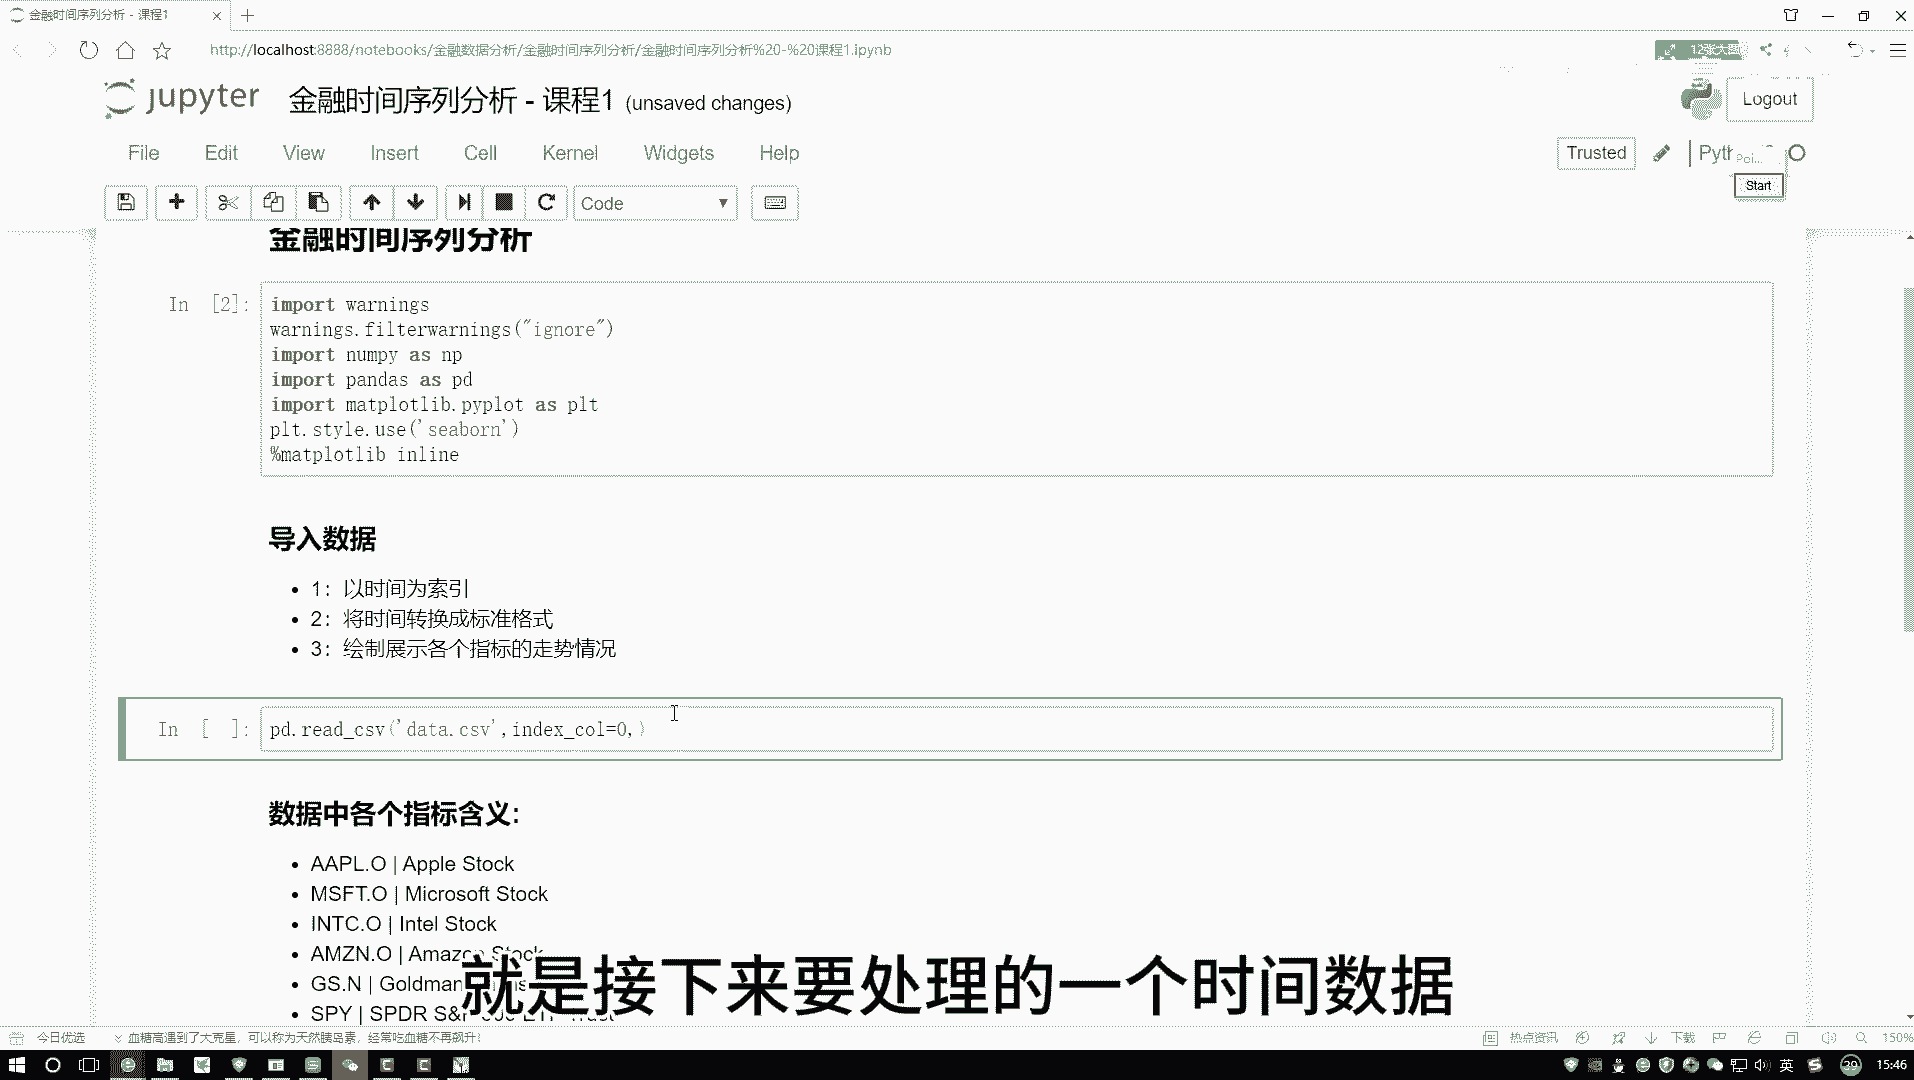 金融时间序列分析 - 课程1
http://localhost:8888/notebooks/金融数据分析/金融时间序列分析/金融时间序列分析%20-%20课程1.ipynb
12张大图
jupyter 金融时间序列分析 - 课程1 (unsaved changes)
Logout
File Edit View Insert Cell Kernel Widgets Help
Trusted
Pyth
Poi...
Start
Code
金融时间序列分析
In [2]:
import warnings
warnings.filterwarnings("ignore")
import numpy as np
import pandas as pd
import matplotlib.pyplot as plt
plt.style.use('seaborn')
%matplotlib inline
导入数据
1：以时间为索引
2：将时间转换成标准格式
3：绘制展示各个指标的走势情况
In [ ]: pd.read_csv('data.csv',index_col=0,)
数据中各个指标含义:
AAPL.O | Apple Stock
MSFT.O | Microsoft Stock
INTC.O | Intel Stock
AMZN.O | Amazon Stock
GS.N | Goldman
SPY | SPDR S&P
就是接下来要处理的一个时间数据
今日优选 血糖高遇到了大克星，可以称为天然胰岛素，经常吃血糖不再飙升！
热点资讯 下载 150%
英 29 15:46